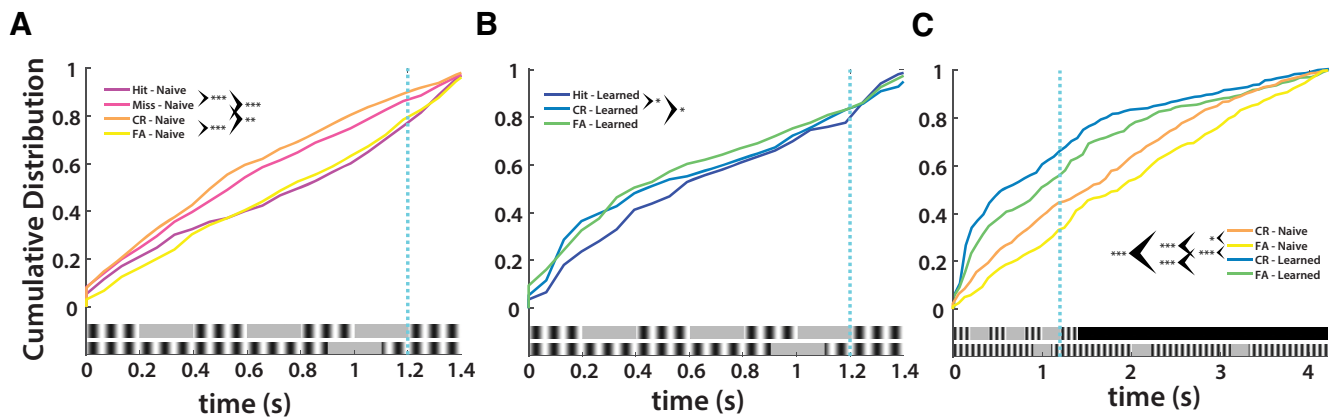 A
B
C
Cumulative Distribution
1
0.8
0.6
0.4
0.2
0
Hit - Naive
Miss - Naive
CR - Naive
FA - Naive
***
***
***
**
0 0.2 0.4 0.6 0.8 1 1.2 1.4
time (s)
1
0.8
0.6
0.4
0.2
0
Hit - Learned
CR - Learned
FA - Learned
*
*
0 0.2 0.4 0.6 0.8 1 1.2 1.4
time (s)
1
0.8
0.6
0.4
0.2
0
CR - Naive
FA - Naive
CR - Learned
FA - Learned
*
*** ***
*** ***
0 1 2 3 4
time (s)